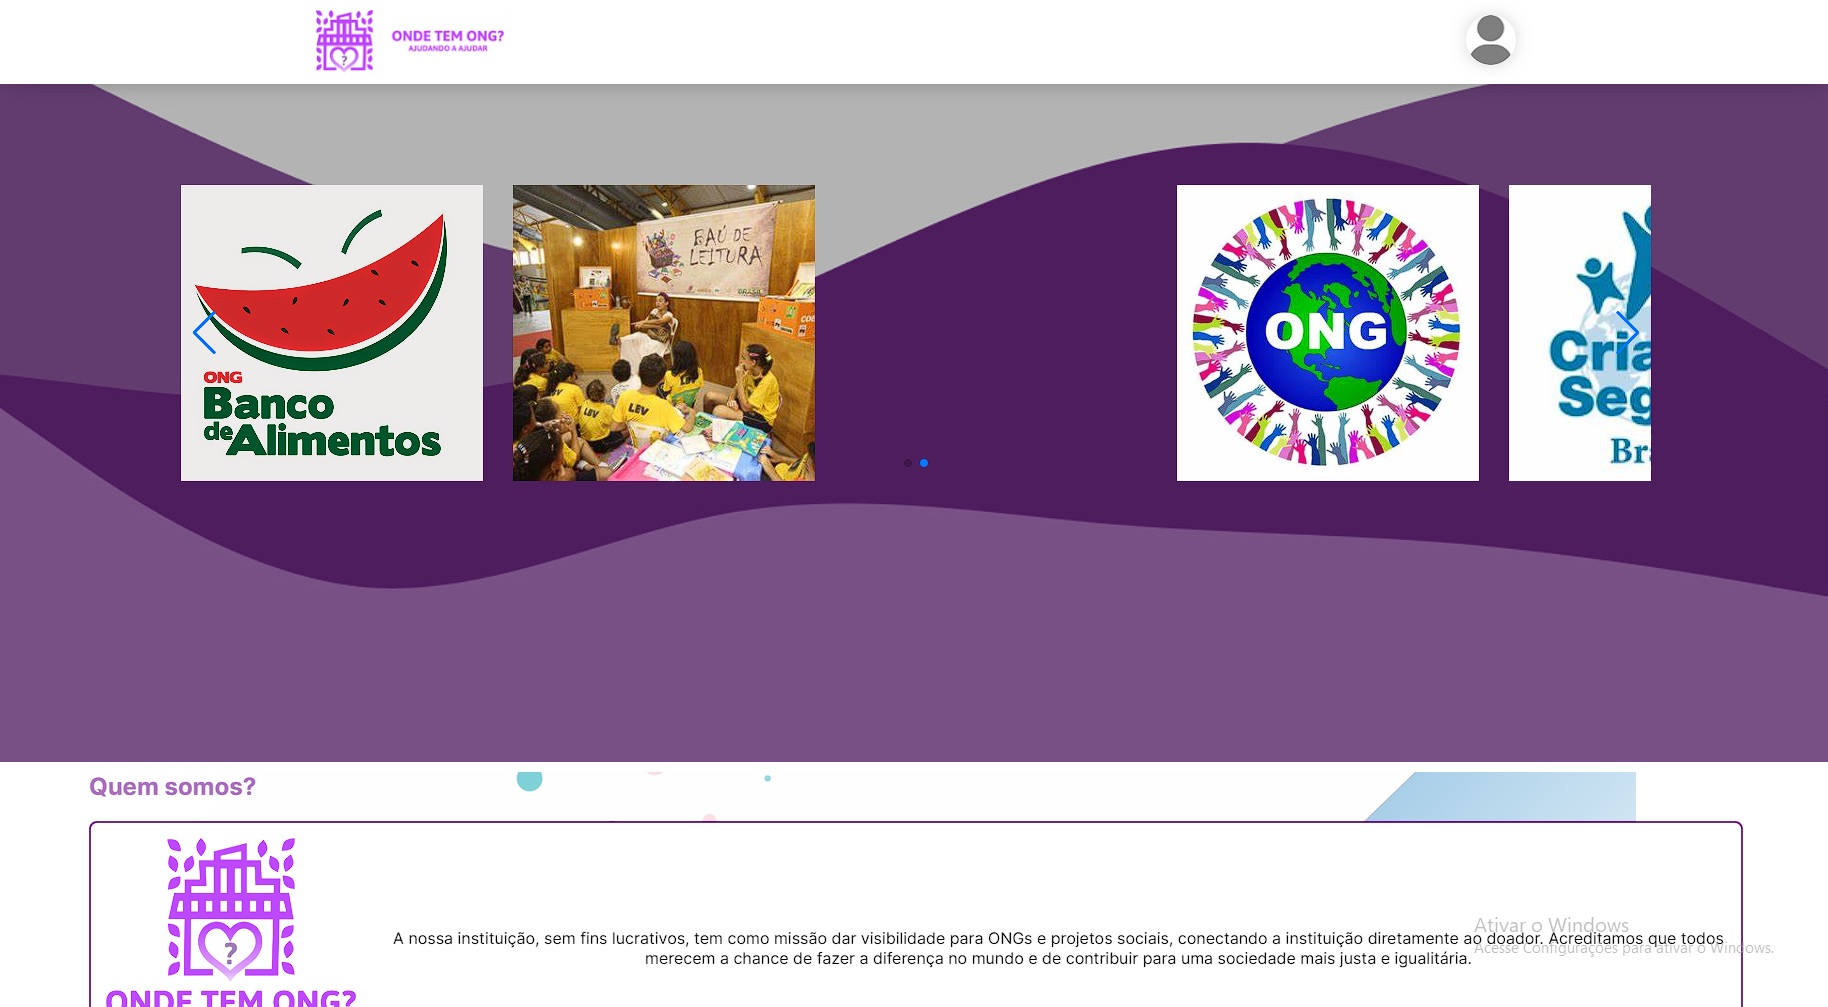 ONDE TEM ONG?
AJUDANDO A AJUDAR
ONG
Banco
de Alimentos
BAÚ DE
LEITURA
BRASIL
LEV
LEV
ONG
Cria
Seg
Br
Quem somos?
A nossa instituição, sem fins lucrativos, tem como missão dar visibilidade para ONGs e projetos sociais, conectando a instituição diretamente ao doador. Acreditamos que todos
merecem a chance de fazer a diferença no mundo e de contribuir para uma sociedade mais justa e igualitária.
?
ONDE TEM ONG?
Ativar o Windows
Acesse Configurações para ativar o Windows.